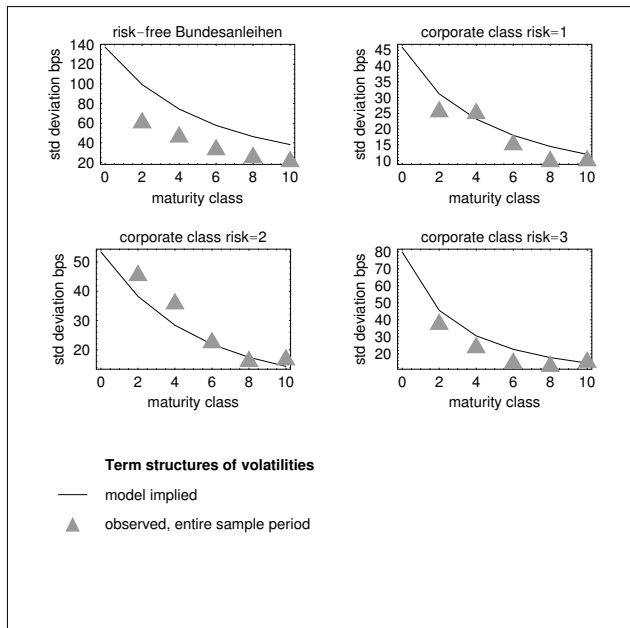 risk−free Bundesanleihen
140
120
100
80
60
40
20
std deviation bps
0 2 4 6 8 10
maturity class
corporate class risk=1
45
40
35
30
25
20
15
10
std deviation bps
0 2 4 6 8 10
maturity class
corporate class risk=2
50
40
30
20
std deviation bps
0 2 4 6 8 10
maturity class
corporate class risk=3
80
70
60
50
40
30
20
std deviation bps
0 2 4 6 8 10
maturity class
Term structures of volatilities
model implied
observed, entire sample period